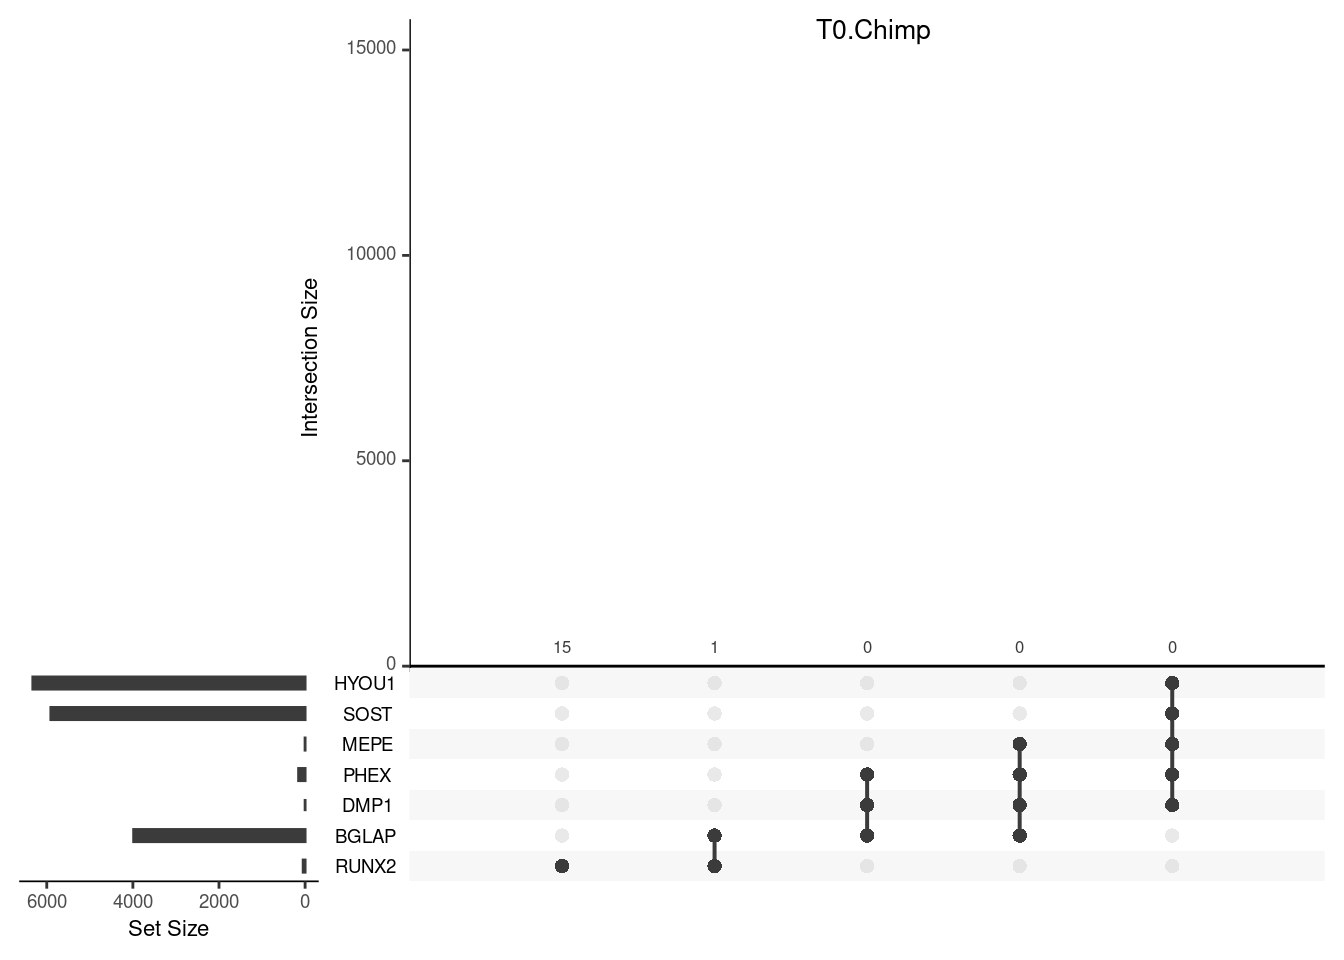 T0.Chimp
15000
10000
5000
0
Intersection Size
15 1 0 0 0
HYOU1
SOST
MEPE
PHEX
DMP1
BGLAP
RUNX2
6000 4000 2000 0
Set Size